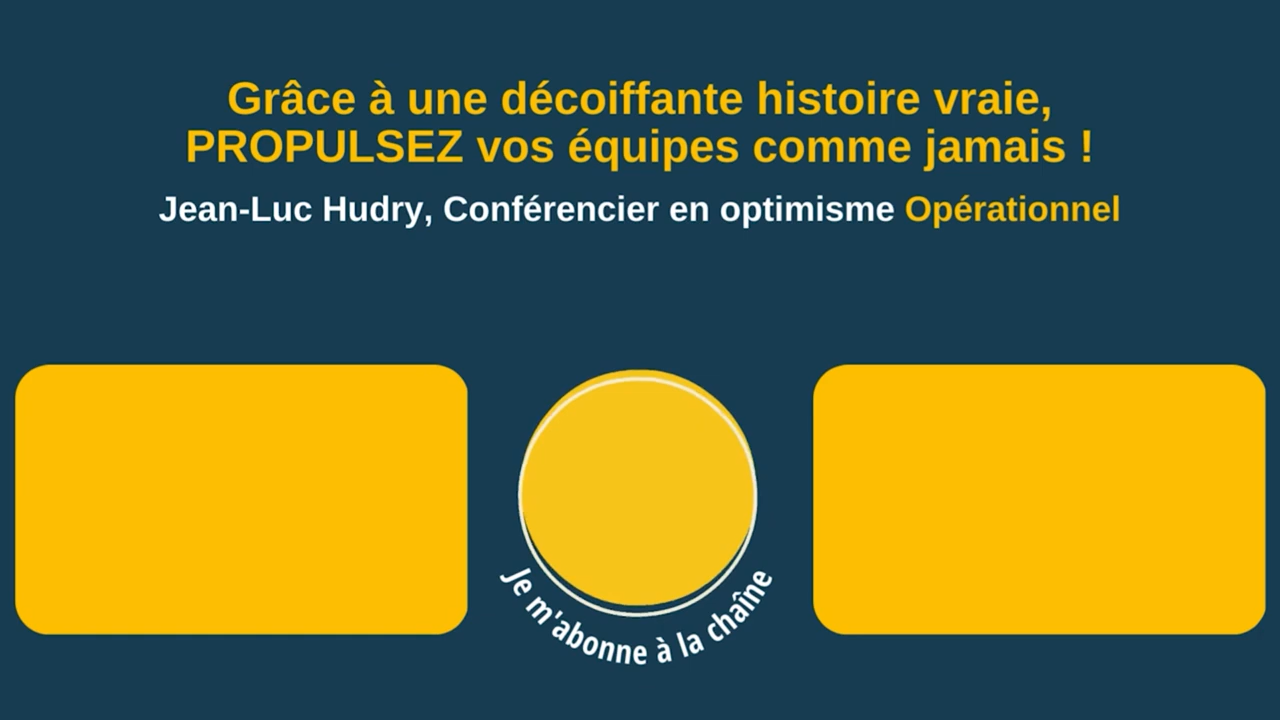 Grâce à une décoiffante histoire vraie,
PROPULSEZ vos équipes comme jamais !
Jean-Luc Hudry, Conférencier en optimisme Opérationnel
Je m'abonne à la chaîne